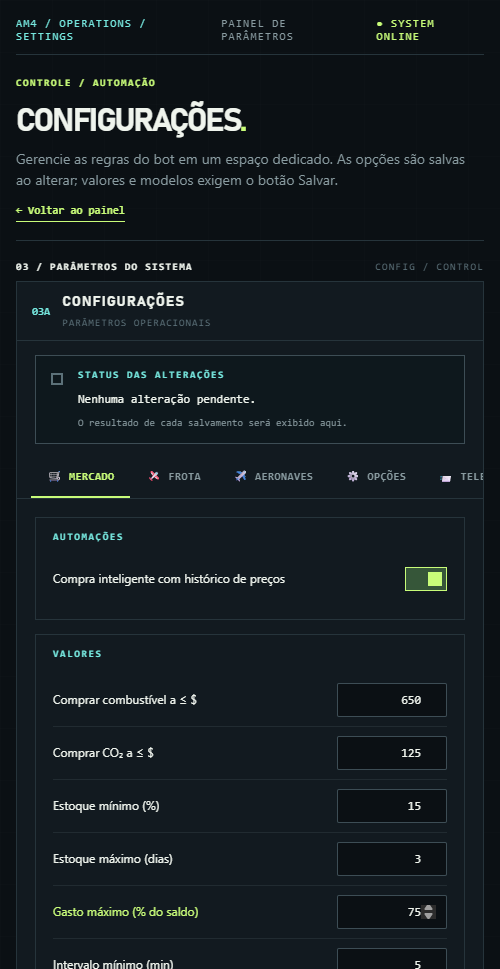 AM4 / OPERATIONS /
SETTINGS
PAINEL DE
PARÂMETROS
● SYSTEM
ONLINE
CONTROLE / AUTOMAÇÃO
CONFIGURAÇÕES.
Gerencie as regras do bot em um espaço dedicado. As opções são salvas
ao alterar; valores e modelos exigem o botão Salvar.
← Voltar ao painel
03 / PARÂMETROS DO SISTEMA
CONFIG / CONTROL
03A
CONFIGURAÇÕES
PARÂMETROS OPERACIONAIS
STATUS DAS ALTERAÇÕES
Nenhuma alteração pendente.
O resultado de cada salvamento será exibido aqui.
🛒 MERCADO
🛠 FROTA
✈️ AERONAVES
⚙️ OPÇÕES
📨 TELE
AUTOMAÇÕES
Compra inteligente com histórico de preços
VALORES
Comprar combustível a ≤ $
650
Comprar CO₂ a ≤ $
125
Estoque mínimo (%)
15
Estoque máximo (dias)
3
Gasto máximo (% do saldo)
75
Intervalo mínimo (min)
5